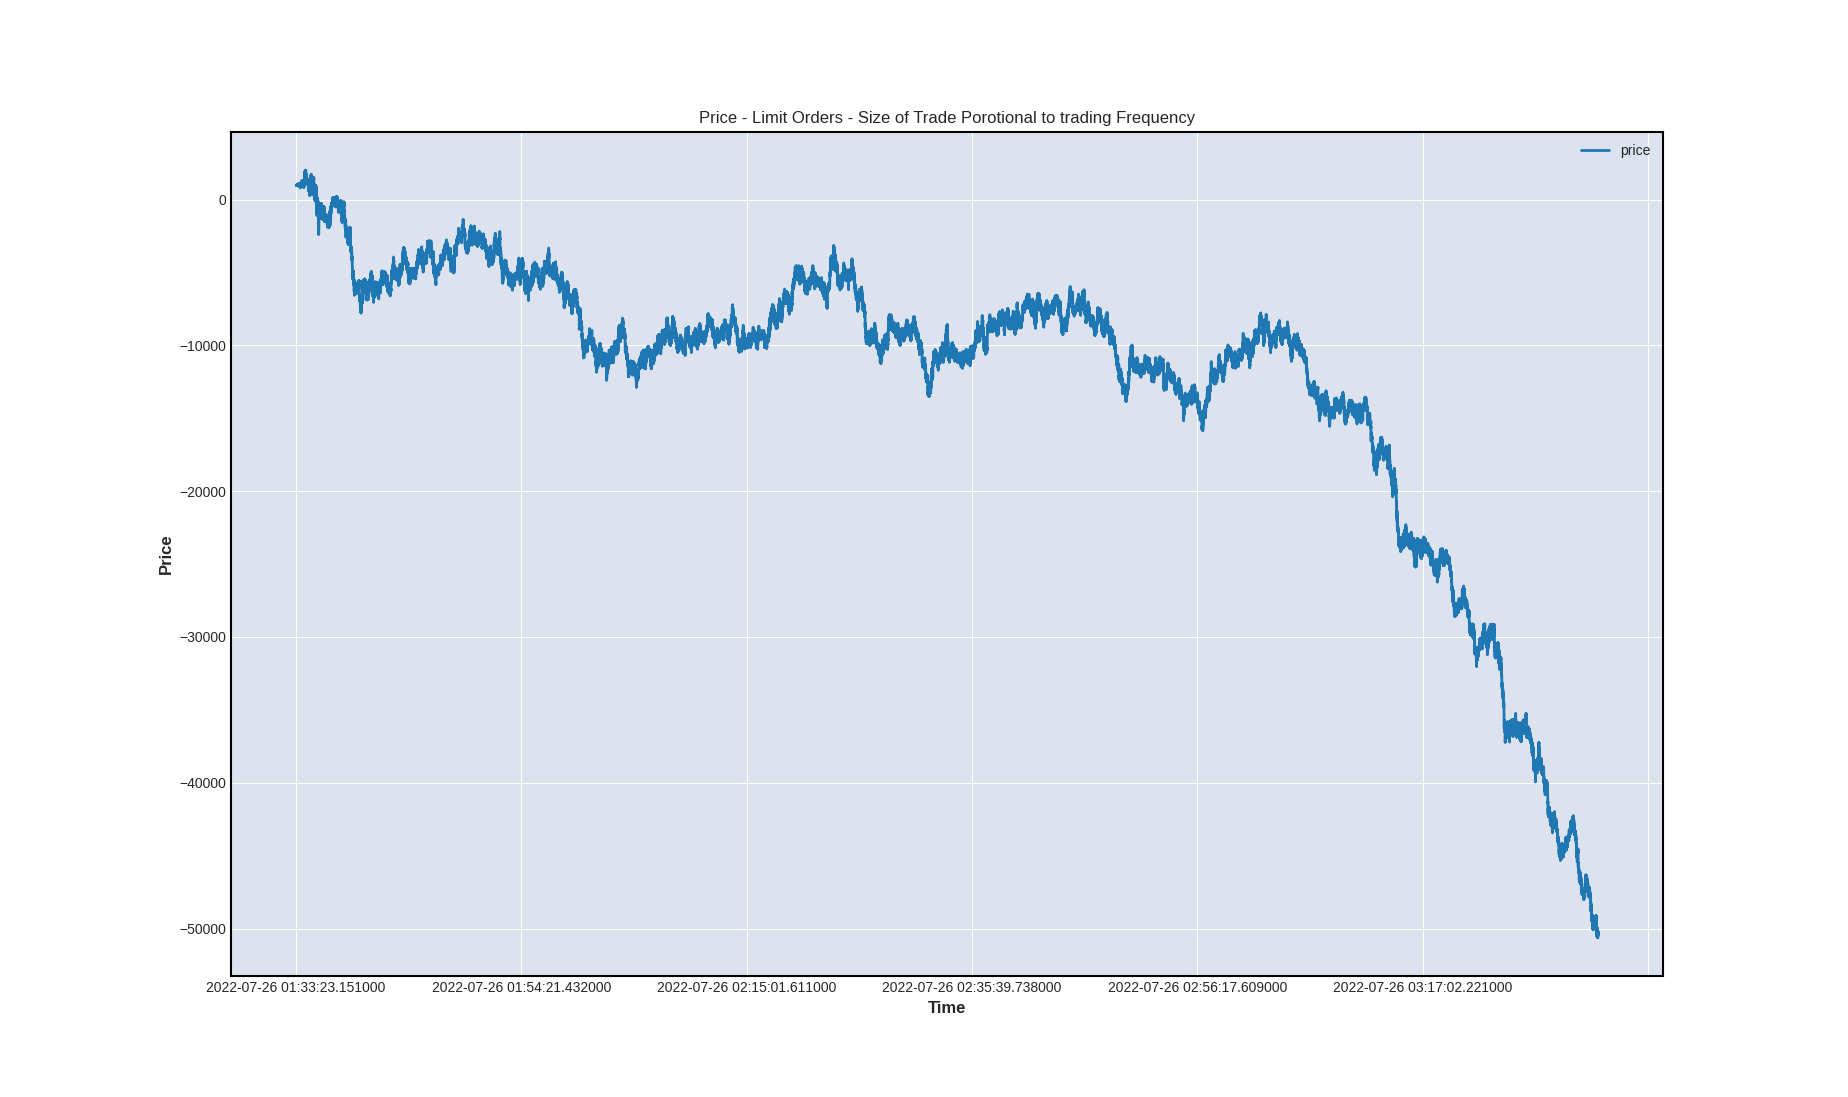 Price - Limit Orders - Size of Trade Porotional to trading Frequency
price
0
−10000
−20000
−30000
−40000
−50000
Price
2022-07-26 01:33:23.151000 2022-07-26 01:54:21.432000 2022-07-26 02:15:01.611000 2022-07-26 02:35:39.738000 2022-07-26 02:56:17.609000 2022-07-26 03:17:02.221000
Time